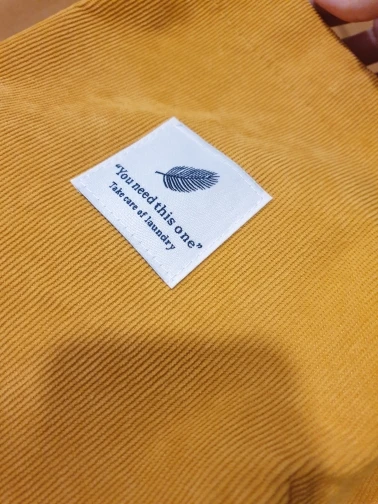 “You need this one”
Take care of laundry